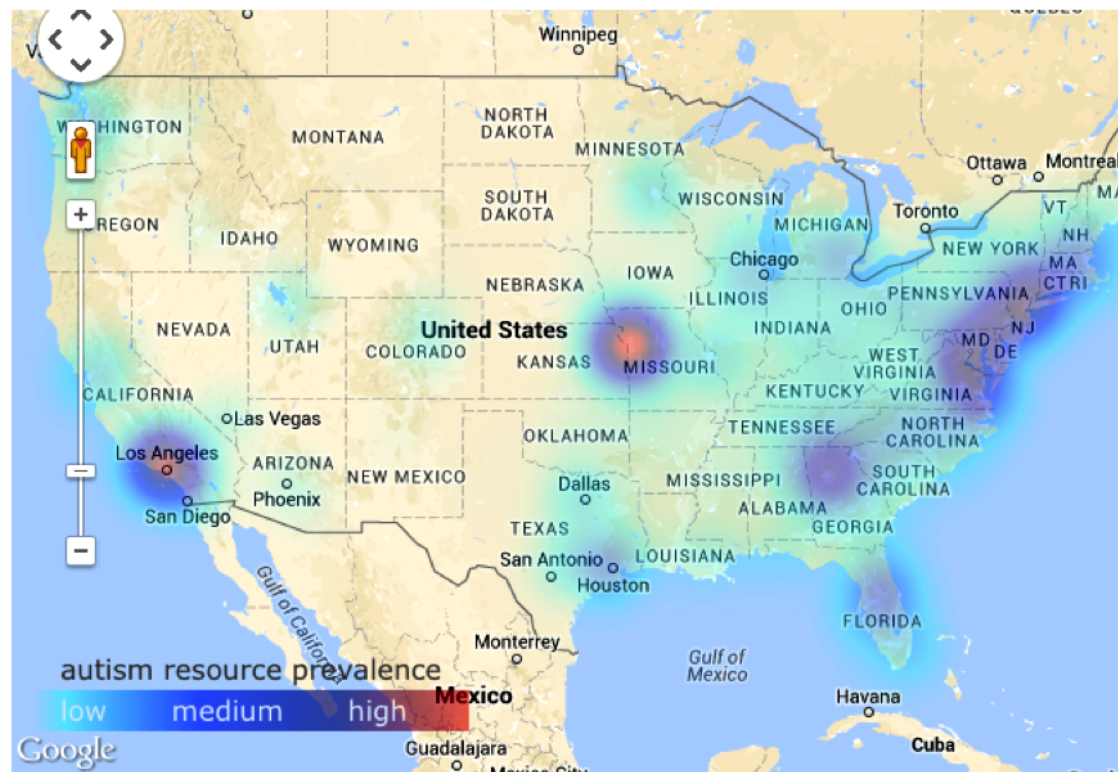 Winnipeg
WASHINGTON
MONTANA
NORTH
DAKOTA
MINNESOTA
Ottawa
Montreal
OREGON
IDAHO
WYOMING
SOUTH
DAKOTA
WISCONSIN
MICHIGAN
Toronto
VT
NH
NEW YORK
MA
CT RI
NEBRASKA
IOWA
Chicago
ILLINOIS
INDIANA
OHIO
PENNSYLVANIA
NJ
MD
DE
NEVADA
UTAH
COLORADO
United States
KANSAS
MISSOURI
WEST
VIRGINIA
VIRGINIA
KENTUCKY
CALIFORNIA
Las Vegas
Los Angeles
ARIZONA
Phoenix
San Diego
NEW MEXICO
OKLAHOMA
TENNESSEE
NORTH
CAROLINA
SOUTH
CAROLINA
MISSISSIPPI
ALABAMA
GEORGIA
Dallas
TEXAS
San Antonio
Houston
LOUISIANA
FLORIDA
Gulf of California
Monterrey
Gulf of
Mexico
Havana
Cuba
Mexico
Guadalajara
Mexico City
autism resource prevalence
low medium high
Google